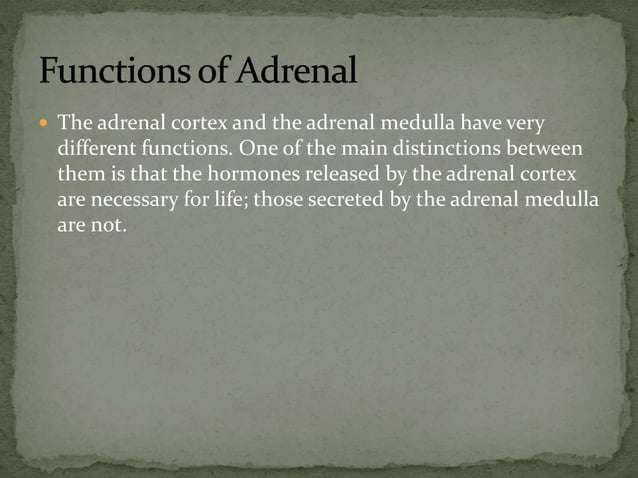 Functions of Adrenal
The adrenal cortex and the adrenal medulla have very
different functions. One of the main distinctions between
them is that the hormones released by the adrenal cortex
are necessary for life; those secreted by the adrenal medulla
are not.